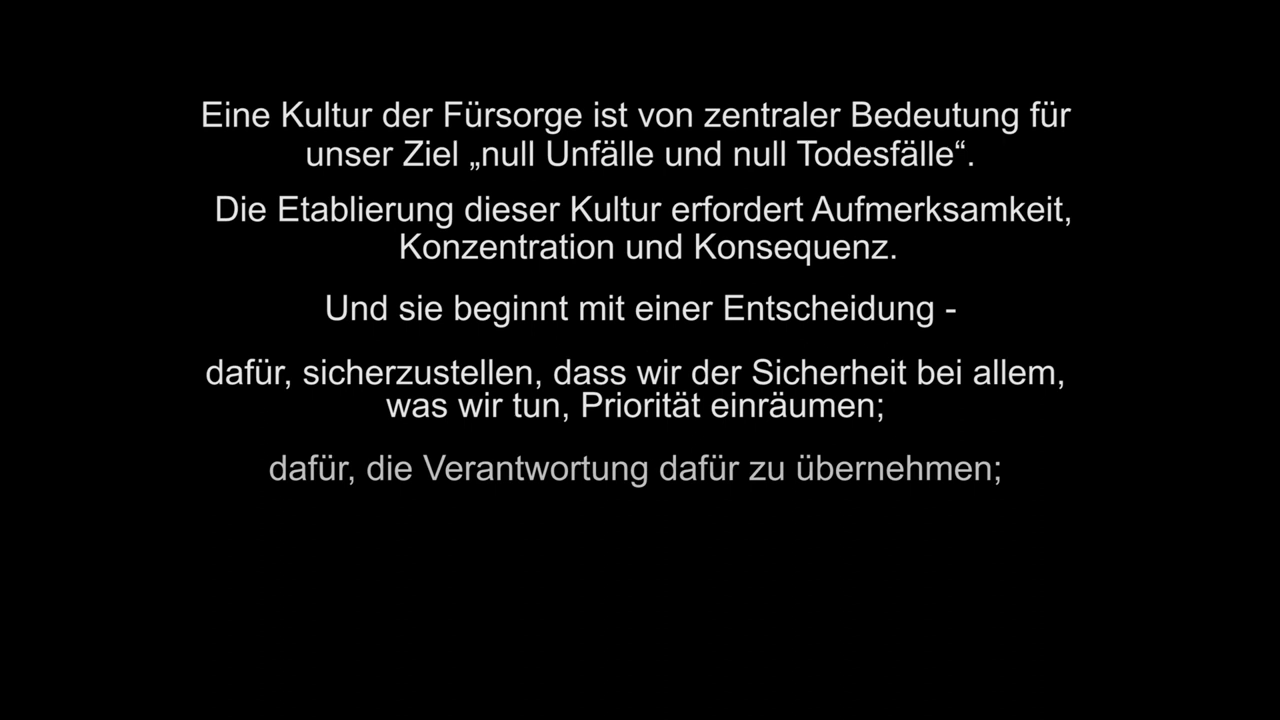 Eine Kultur der Fürsorge ist von zentraler Bedeutung für
unser Ziel „null Unfälle und null Todesfälle“.
Die Etablierung dieser Kultur erfordert Aufmerksamkeit,
Konzentration und Konsequenz.
Und sie beginnt mit einer Entscheidung -
dafür, sicherzustellen, dass wir der Sicherheit bei allem,
was wir tun, Priorität einräumen;
dafür, die Verantwortung dafür zu übernehmen;